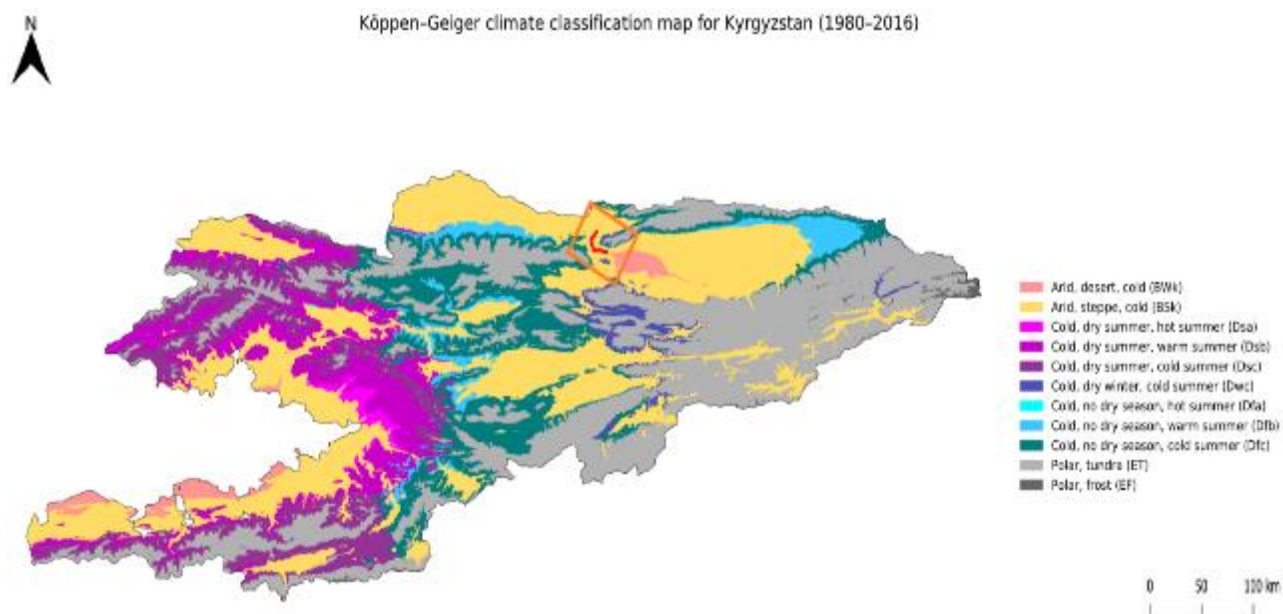 N
Köppen–Geiger climate classification map for Kyrgyzstan (1980–2016)
Arid, desert, cold (BWk)
Arid, steppe, cold (BSk)
Cold, dry summer, hot summer (Dsa)
Cold, dry summer, warm summer (Dsb)
Cold, dry summer, cold summer (Dsc)
Cold, dry winter, cold summer (Dwc)
Cold, no dry season, hot summer (Dfa)
Cold, no dry season, warm summer (Dfb)
Cold, no dry season, cold summer (Dfc)
Polar, tundre (ET)
Polar, frost (EF)
0 50 100 km